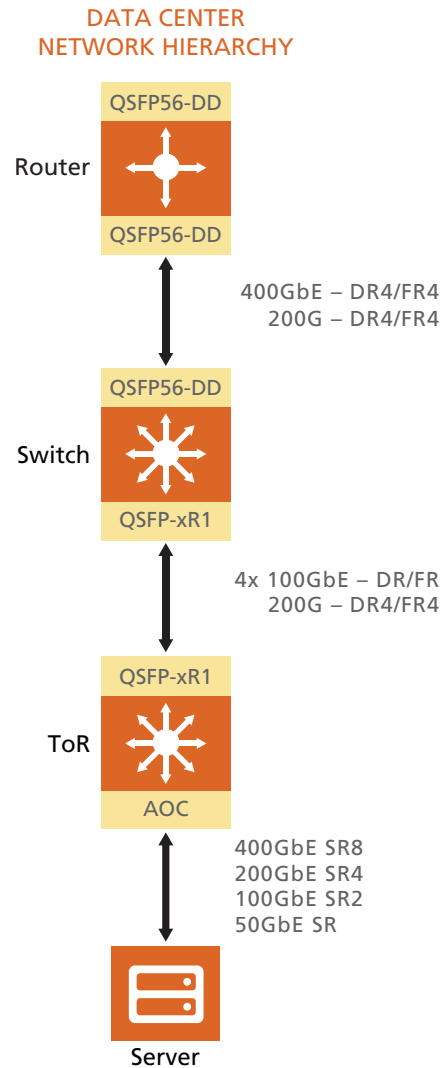 DATA CENTER
NETWORK HIERARCHY
QSFP56-DD
Router
QSFP56-DD
400GbE – DR4/FR4
200G – DR4/FR4
QSFP56-DD
Switch
QSFP-xR1
4x 100GbE – DR/FR
200G – DR4/FR4
QSFP-xR1
ToR
AOC
400GbE SR8
200GbE SR4
100GbE SR2
50GbE SR
Server